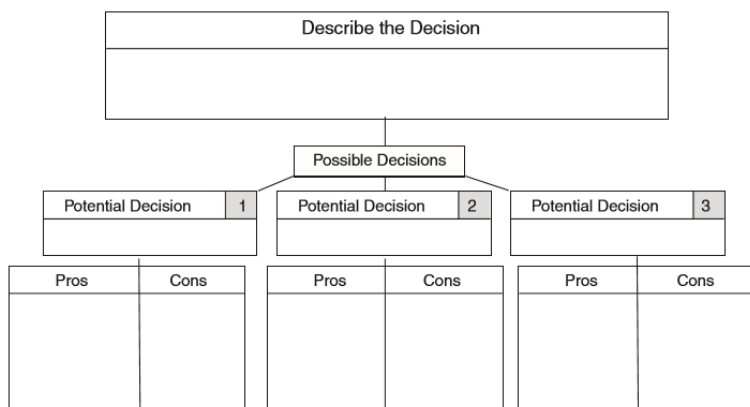 Describe the Decision
Possible Decisions
Potential Decision 1
Potential Decision 2
Potential Decision 3
Pros Cons
Pros Cons
Pros Cons